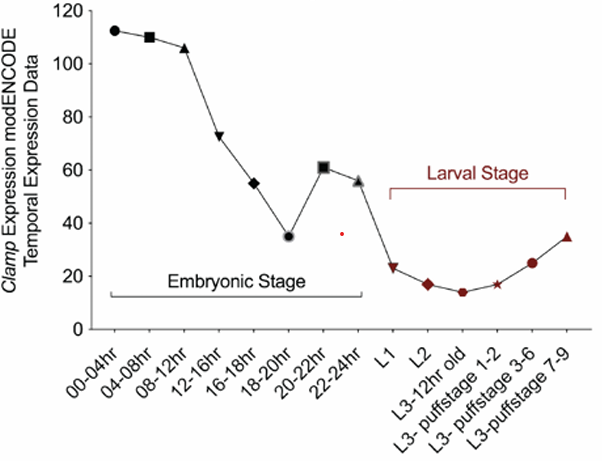 Clamp Expression modENCODE
Temporal Expression Data
120
100
80
60
40
20
0
Embryonic Stage
Larval Stage
00-04hr
04-08hr
08-12hr
12-16hr
16-18hr
18-20hr
20-22hr
22-24hr
L1
L2
L3-12hr old
L3- puffstage 1-2
L3- puffstage 3-6
L3-puffstage 7-9